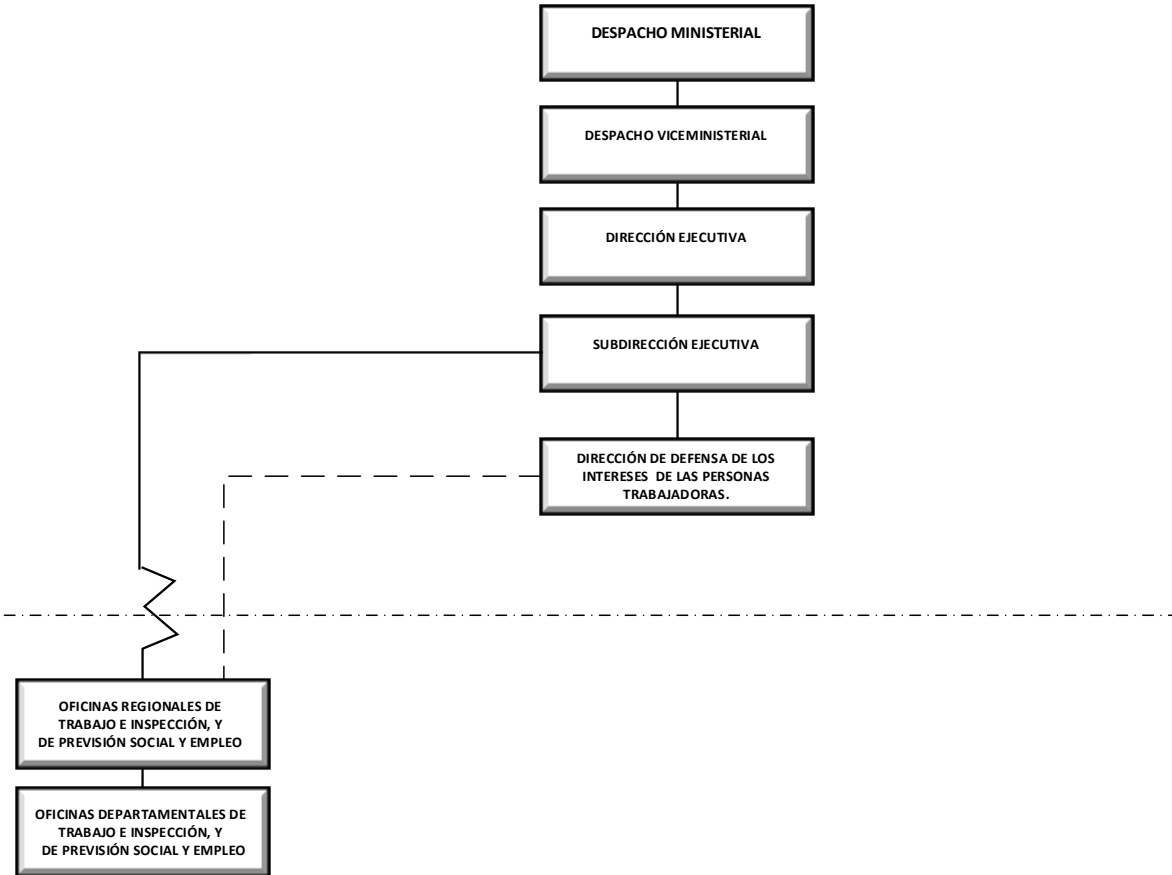 DESPACHO MINISTERIAL
DESPACHO VICEMINISTERIAL
DIRECCIÓN EJECUTIVA
SUBDIRECCIÓN EJECUTIVA
DIRECCIÓN DE DEFENSA DE LOS
INTERESES DE LAS PERSONAS
TRABAJADORAS.
OFICINAS REGIONALES DE
TRABAJO E INSPECCIÓN, Y
DE PREVISIÓN SOCIAL Y EMPLEO
OFICINAS DEPARTAMENTALES DE
TRABAJO E INSPECCIÓN, Y
DE PREVISIÓN SOCIAL Y EMPLEO